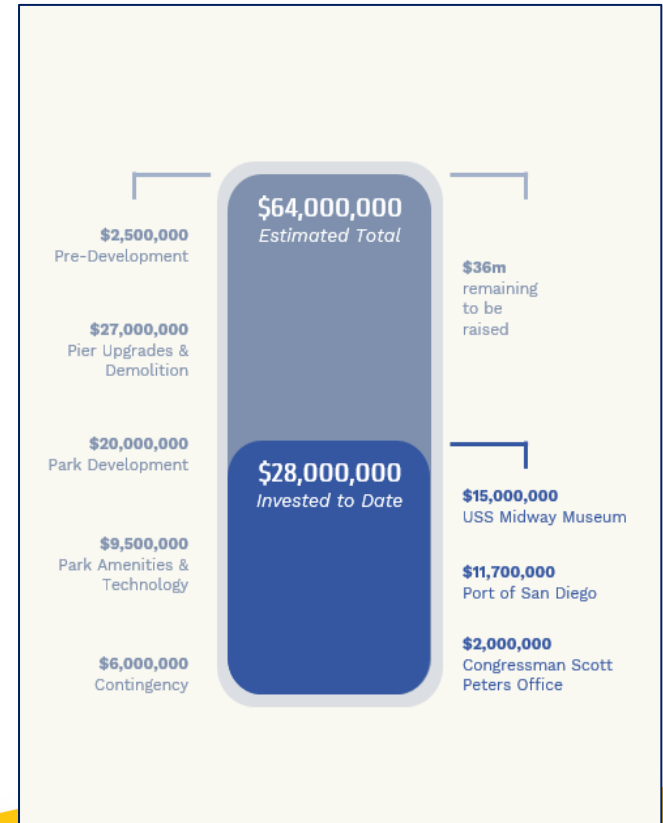 $64,000,000
Estimated Total
$2,500,000
Pre-Development
$27,000,000
Pier Upgrades &
Demolition
$20,000,000
Park Development
$9,500,000
Park Amenities &
Technology
$6,000,000
Contingency
$36m
remaining
to be
raised
$28,000,000
Invested to Date
$15,000,000
USS Midway Museum
$11,700,000
Port of San Diego
$2,000,000
Congressman Scott
Peters Office